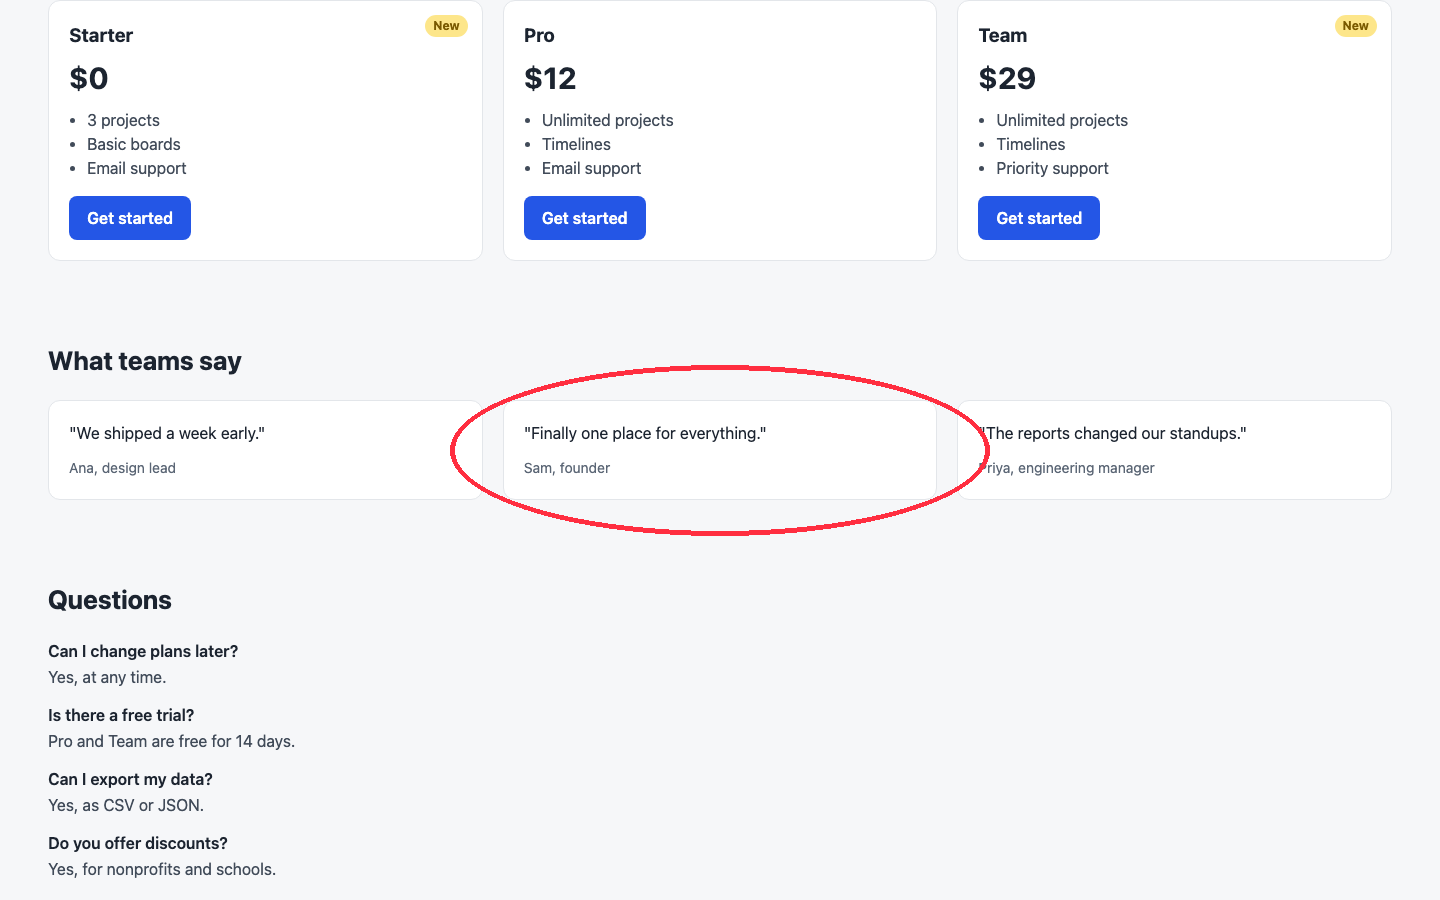 Starter
New
$0
• 3 projects
• Basic boards
• Email support
Get started
Pro
$12
• Unlimited projects
• Timelines
• Email support
Get started
Team
New
$29
• Unlimited projects
• Timelines
• Priority support
Get started
What teams say
"We shipped a week early."
Ana, design lead
"Finally one place for everything."
Sam, founder
"The reports changed our standups."
Priya, engineering manager
Questions
Can I change plans later?
Yes, at any time.
Is there a free trial?
Pro and Team are free for 14 days.
Can I export my data?
Yes, as CSV or JSON.
Do you offer discounts?
Yes, for nonprofits and schools.